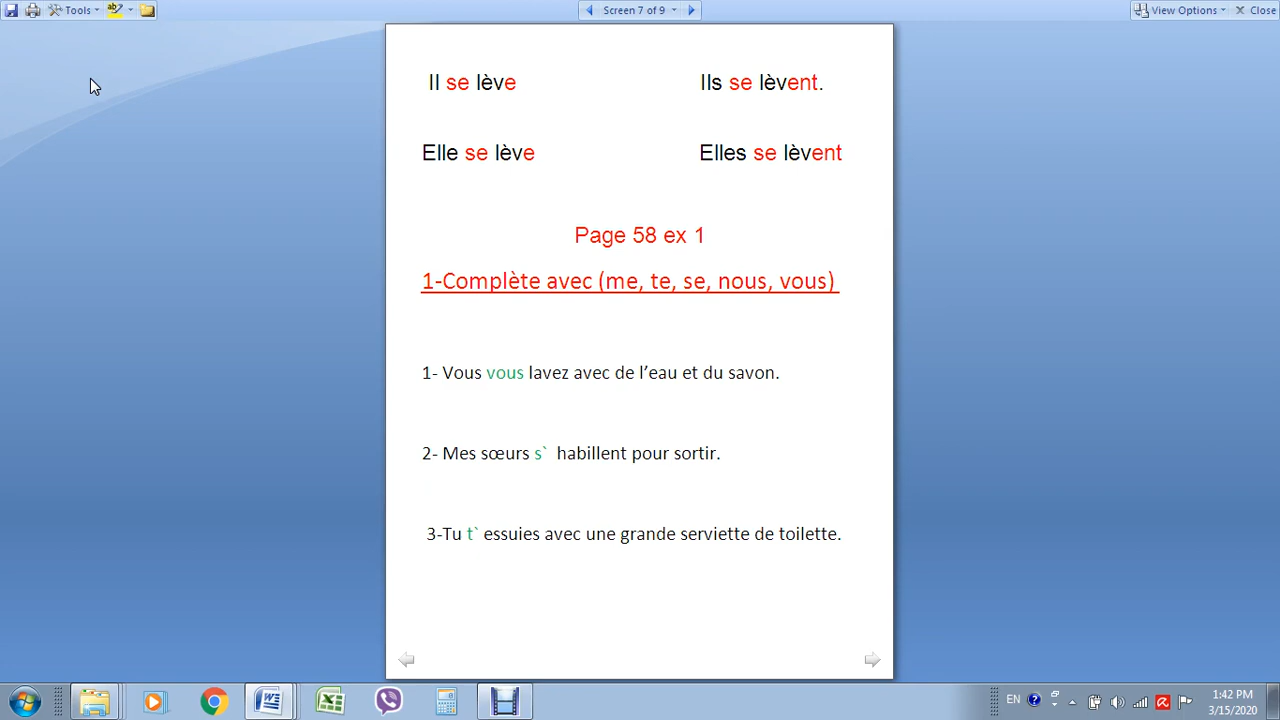 Tools
Screen 7 of 9
View Options
Close
Il se lève
Ils se lèvent.
Elle se lève
Elles se lèvent
Page 58 ex 1
1-Complète avec (me, te, se, nous, vous)
1- Vous vous lavez avec de l’eau et du savon.
2- Mes sœurs s` habillent pour sortir.
3-Tu t` essuies avec une grande serviette de toilette.
EN
1:42 PM
3/15/2020